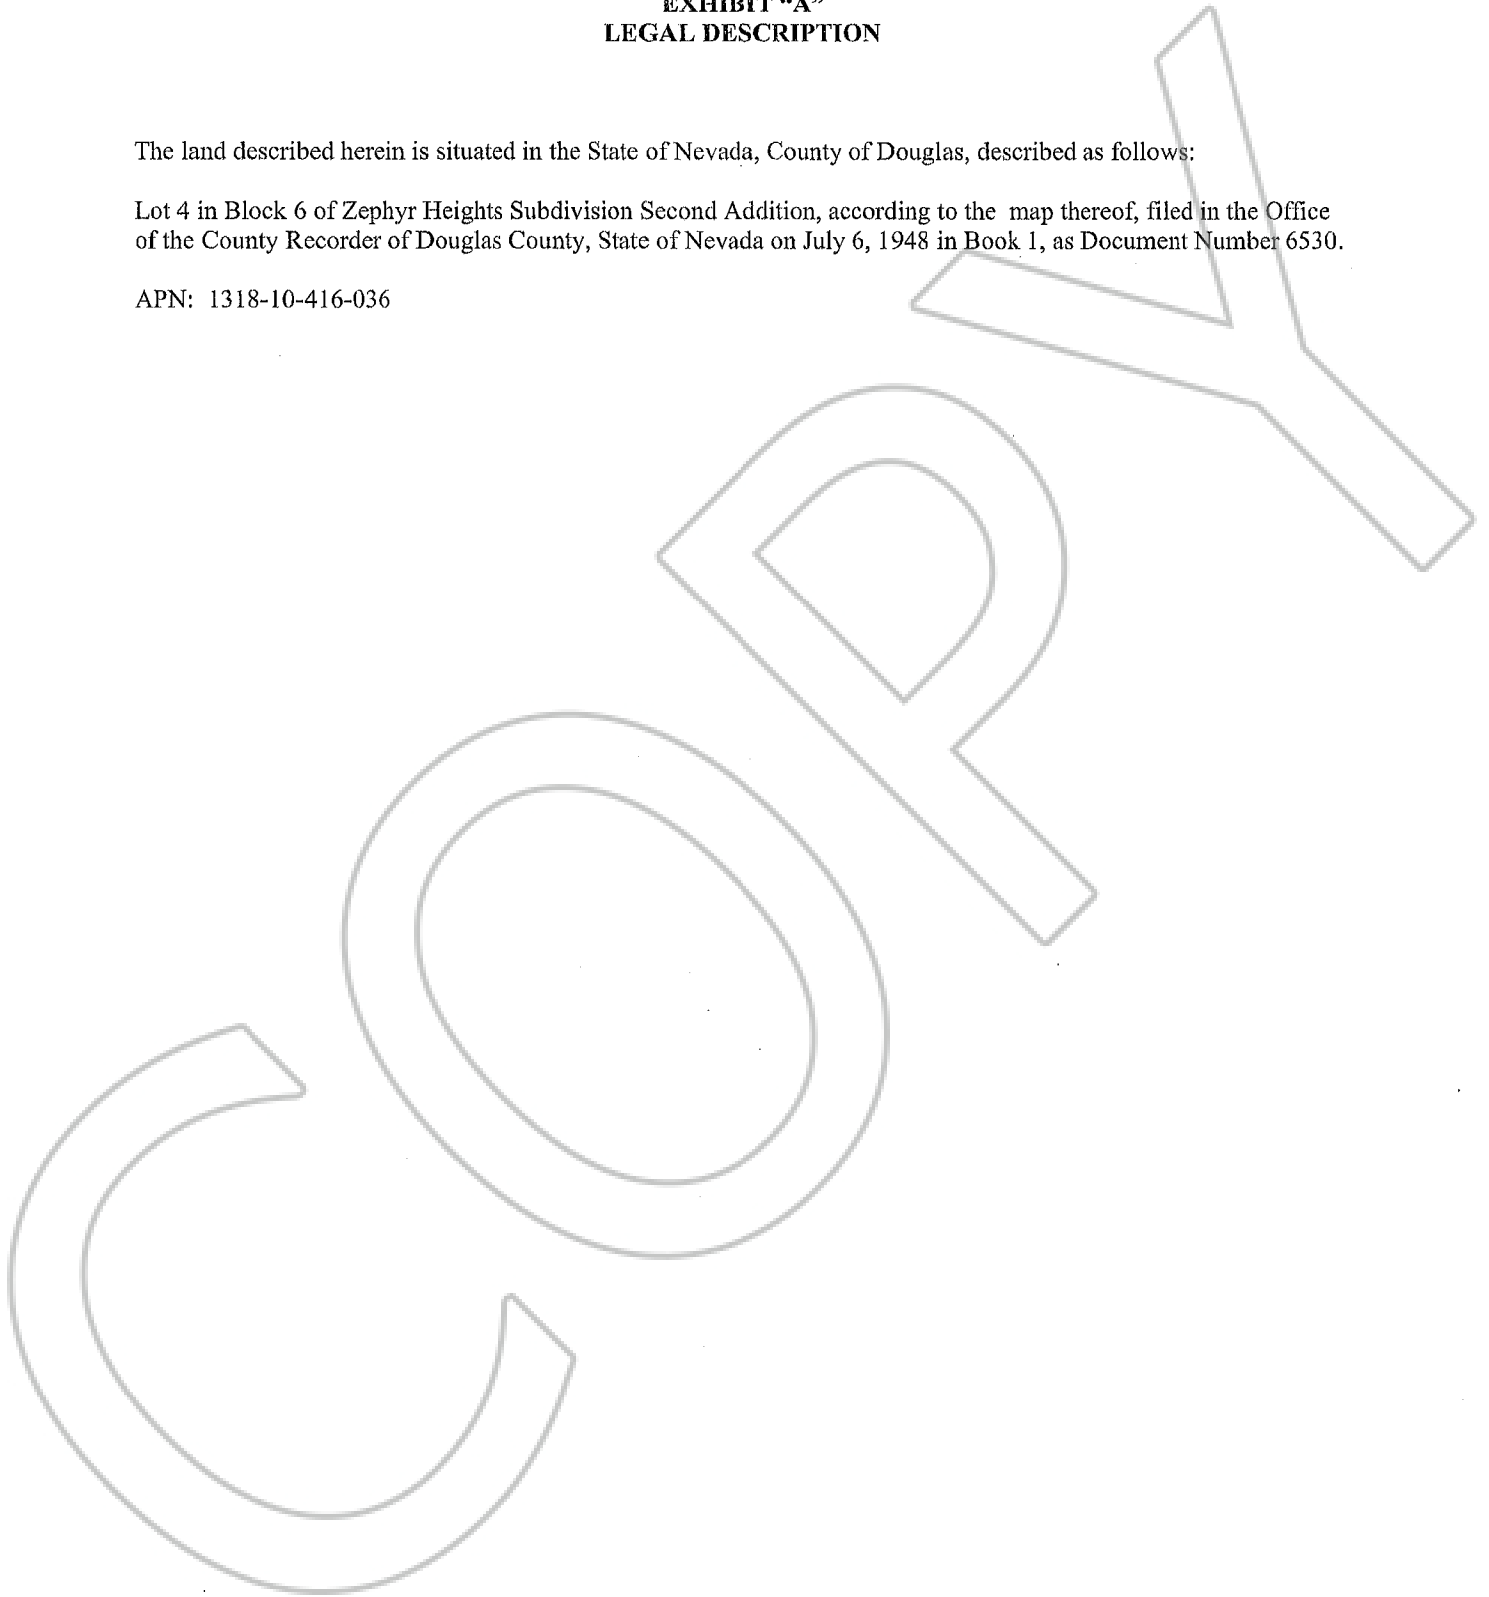 EXHIBIT “A”
LEGAL DESCRIPTION
The land described herein is situated in the State of Nevada, County of Douglas, described as follows:
Lot 4 in Block 6 of Zephyr Heights Subdivision Second Addition, according to the map thereof, filed in the Office
of the County Recorder of Douglas County, State of Nevada on July 6, 1948 in Book 1, as Document Number 6530.
APN: 1318-10-416-036
COPY